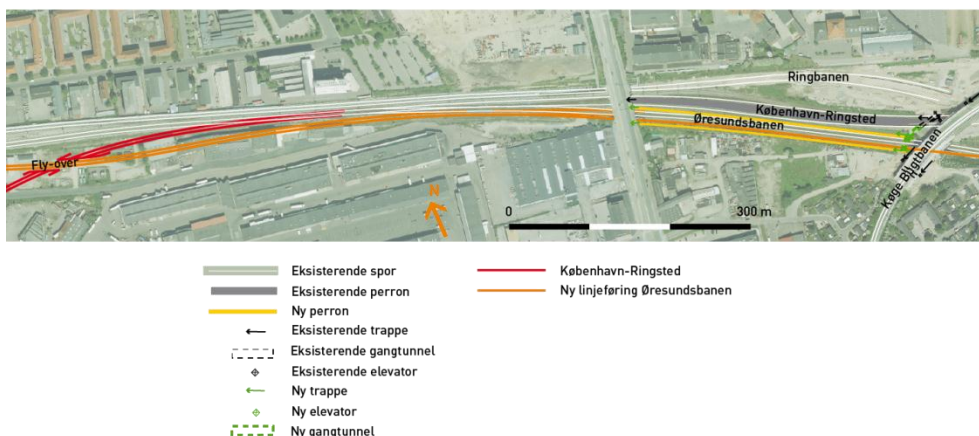 Ringbanen
København-Ringsted
Øresundsbanen
Køge Bugtbanen
Fly-over
N
0 300 m
Eksisterende spor
Eksisterende perron
Ny perron
Eksisterende trappe
Eksisterende gangtunnel
Eksisterende elevator
Ny trappe
Ny elevator
Ny gangtunnel
København-Ringsted
Ny linjeføring Øresundsbanen